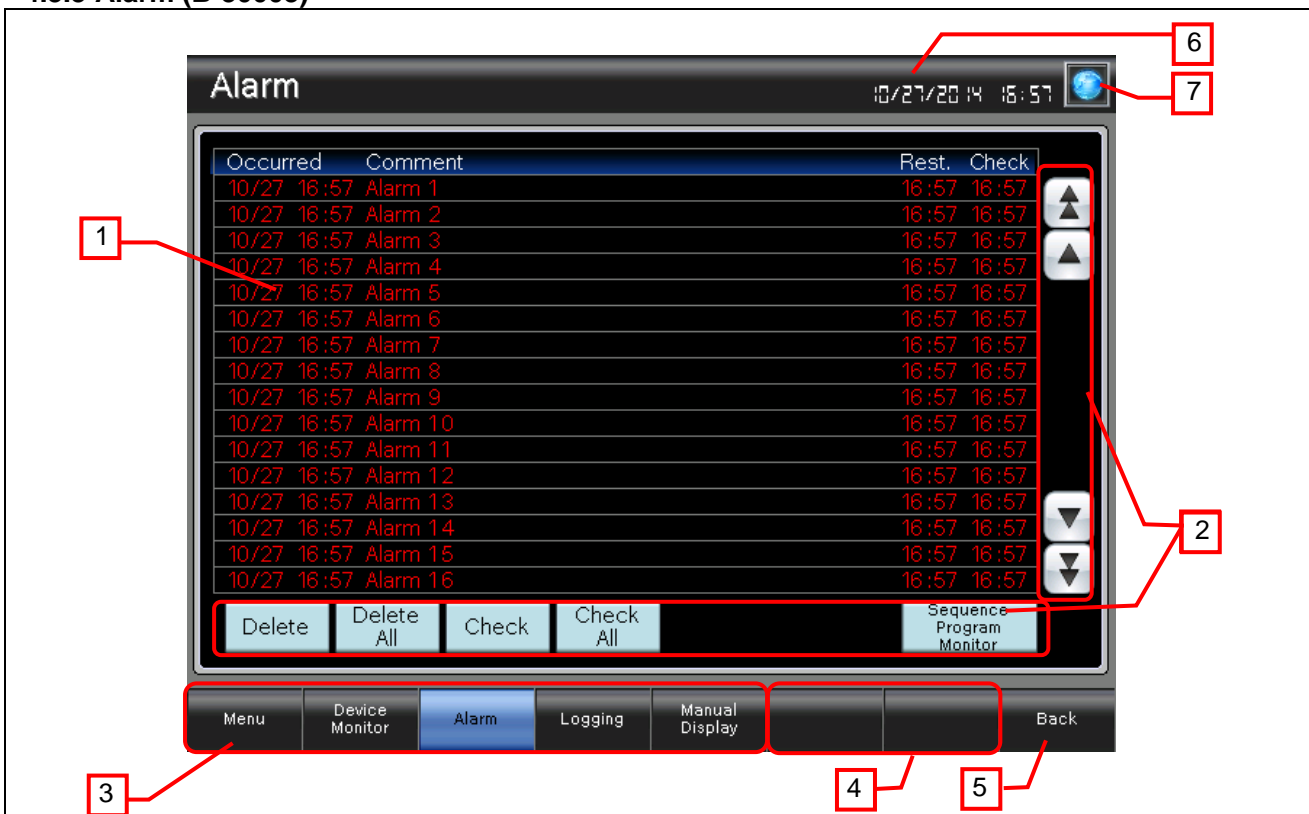 6
Alarm
10/27/2014 16:57
7
Occurred Comment Rest. Check
10/27 16:57 Alarm 1 16:57 16:57
10/27 16:57 Alarm 2 16:57 16:57
1
10/27 16:57 Alarm 3 16:57 16:57
10/27 16:57 Alarm 4 16:57 16:57
10/27 16:57 Alarm 5 16:57 16:57
10/27 16:57 Alarm 6 16:57 16:57
10/27 16:57 Alarm 7 16:57 16:57
10/27 16:57 Alarm 8 16:57 16:57
10/27 16:57 Alarm 9 16:57 16:57
10/27 16:57 Alarm 10 16:57 16:57
10/27 16:57 Alarm 11 16:57 16:57
10/27 16:57 Alarm 12 16:57 16:57
10/27 16:57 Alarm 13 16:57 16:57
10/27 16:57 Alarm 14 16:57 16:57
2
10/27 16:57 Alarm 15 16:57 16:57
10/27 16:57 Alarm 16 16:57 16:57
Delete
Delete
All
Check
Check
All
Sequence
Program
Monitor
Menu
Device
Monitor
Alarm
Logging
Manual
Display
Back
3
4
5